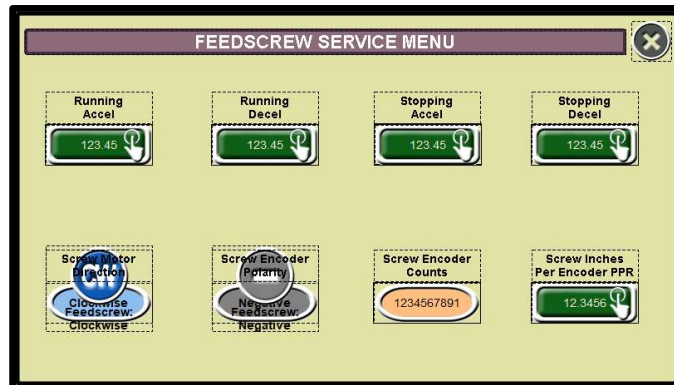 FEEDSCREW SERVICE MENU
Running
Accel
Running
Decel
Stopping
Accel
Stopping
Decel
123.45
123.45
123.45
123.45
Screw Motor
Direction
Screw Encoder
Polarity
Screw Encoder
Counts
Screw Inches
Per Encoder PPR
CW
Clockwise
Feedscrew:
Clockwise
Negative
Feedscrew:
Negative
1234567891
12.3456